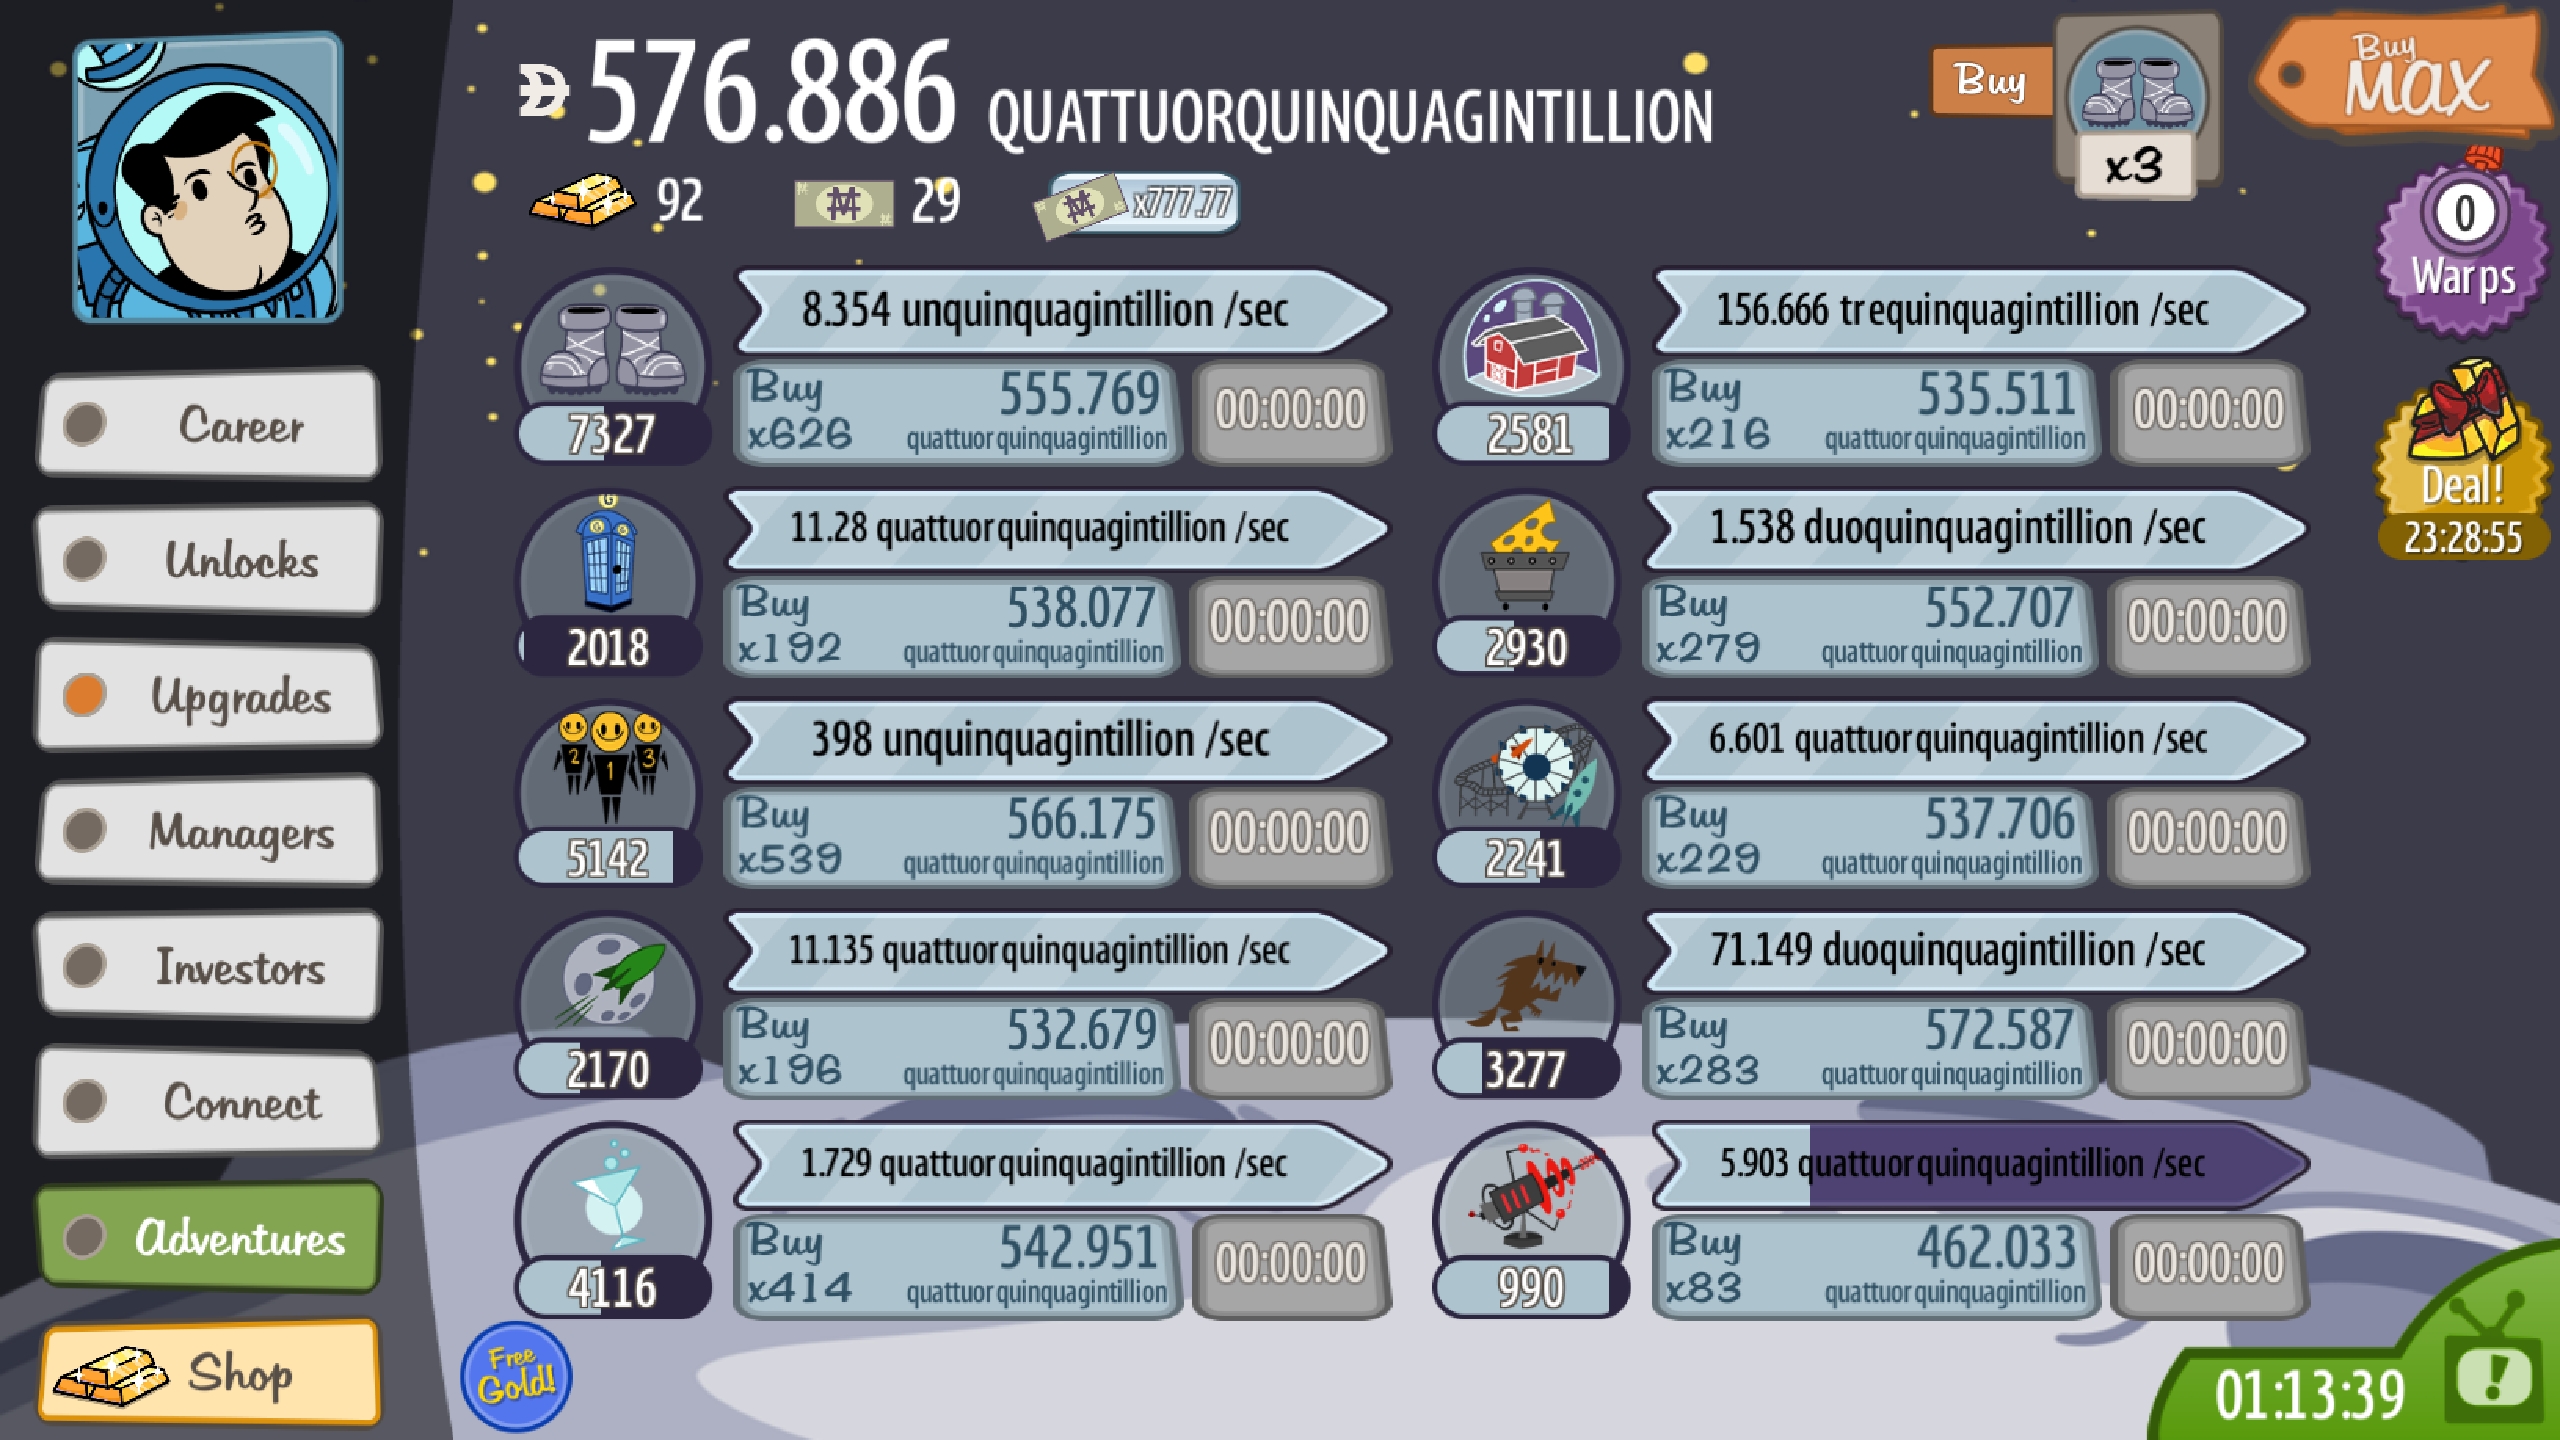 576.886 QUATTUORQUINQUAGINTILLION
92
29
x777.77
Buy
x3
Buy
MAX
0
Warps
Deal!
23:28:55
Career
Unlocks
Upgrades
Managers
Investors
Connect
Adventures
Shop
8.354 unquinquagintillion /sec
7327
Buy
x626
555.769
quattuorquinquagintillion
00:00:00
156.666 trequinquagintillion /sec
2581
Buy
x216
535.511
quattuorquinquagintillion
00:00:00
G
G G
11.28 quattuorquinquagintillion /sec
2018
Buy
x192
538.077
quattuorquinquagintillion
00:00:00
1.538 duoquinquagintillion /sec
2930
Buy
x279
552.707
quattuorquinquagintillion
00:00:00
2 1 3
398 unquinquagintillion /sec
5142
Buy
x539
566.175
quattuorquinquagintillion
00:00:00
6.601 quattuorquinquagintillion /sec
2241
Buy
x229
537.706
quattuorquinquagintillion
00:00:00
11.135 quattuorquinquagintillion /sec
2170
Buy
x196
532.679
quattuorquinquagintillion
00:00:00
71.149 duoquinquagintillion /sec
3277
Buy
x283
572.587
quattuorquinquagintillion
00:00:00
1.729 quattuorquinquagintillion /sec
4116
Buy
x414
542.951
quattuorquinquagintillion
00:00:00
5.903 quattuorquinquagintillion /sec
990
Buy
x83
462.033
quattuorquinquagintillion
00:00:00
Free
Gold!
01:13:39
!